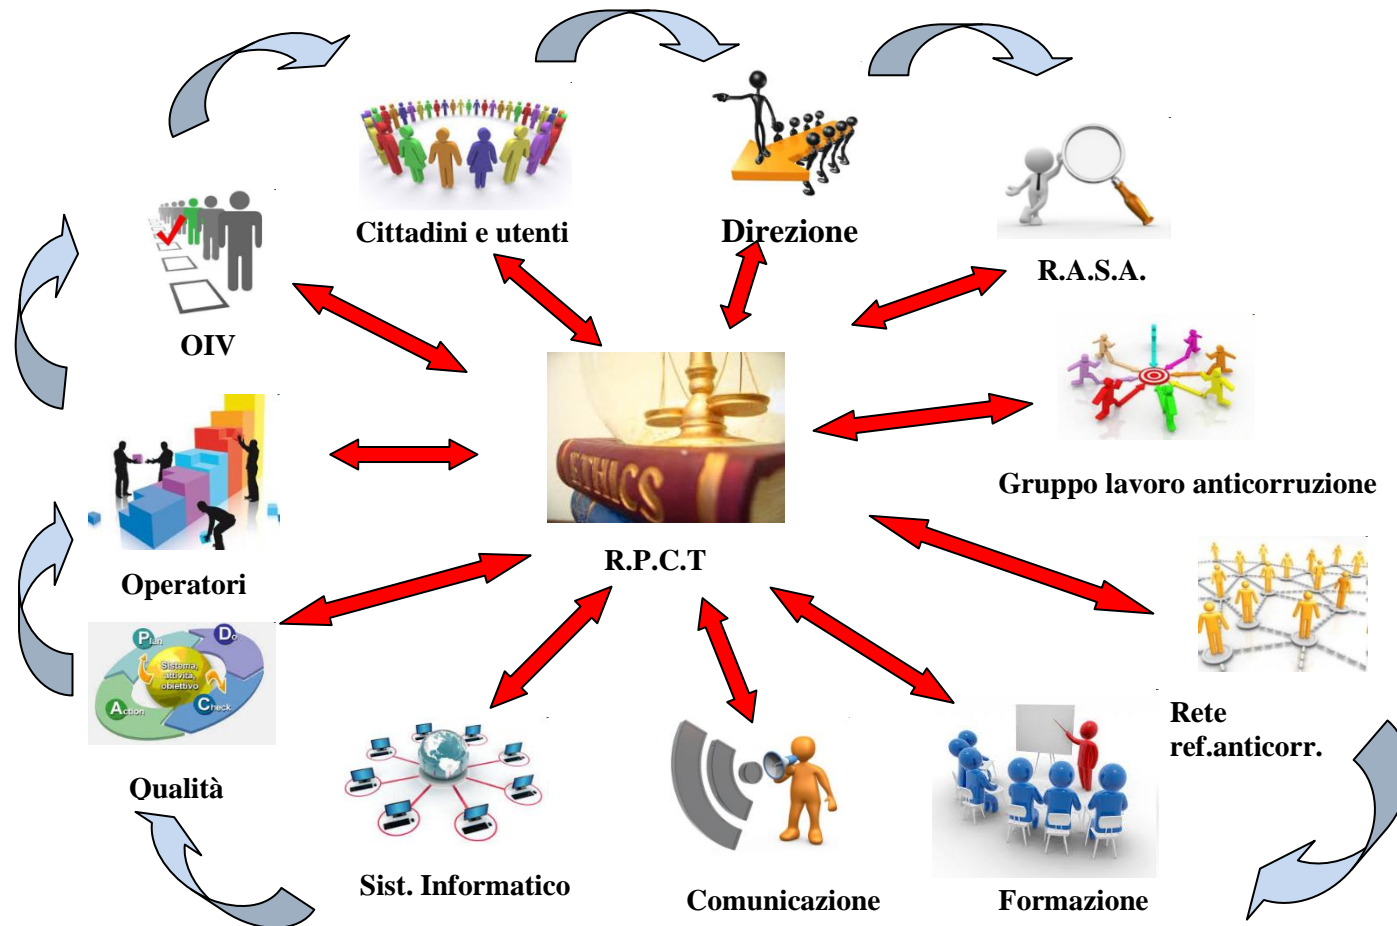 Cittadini e utenti
Direzione
R.A.S.A.
OIV
Gruppo lavoro anticorruzione
ETHICS
R.P.C.T
Operatori
Plan
Do
Sistema,
attività,
obiettivo
Action
Check
Qualità
Rete
ref.anticorr.
Sist. Informatico
Comunicazione
Formazione